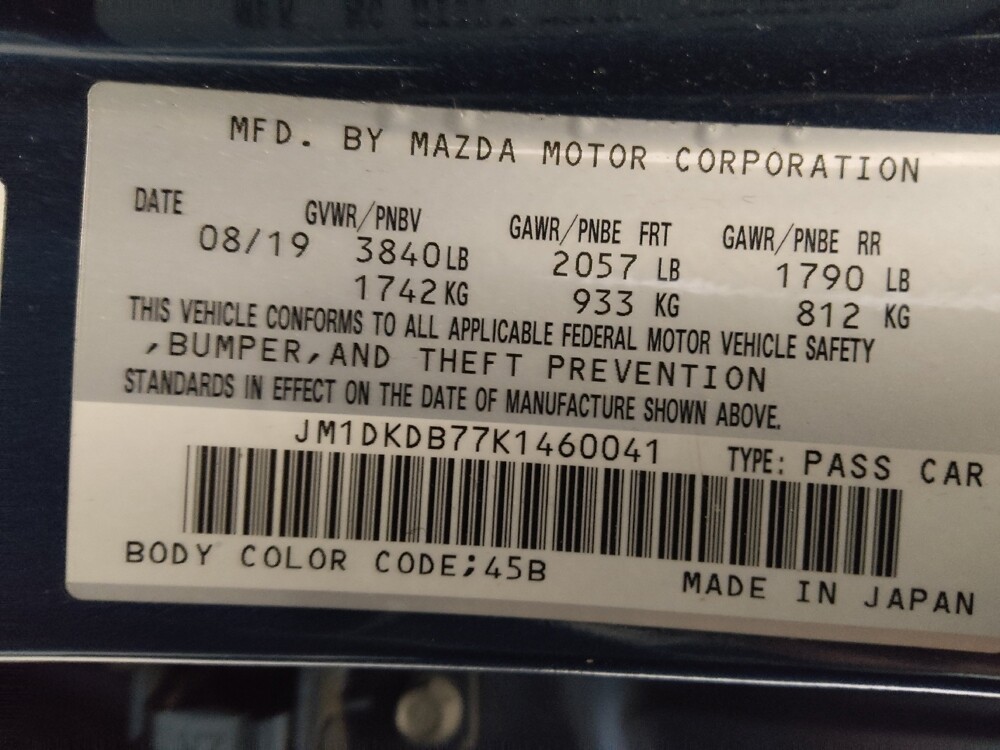 MFD. BY MAZDA MOTOR CORPORATION
DATE GVWR/PNBV GAWR/PNBE FRT GAWR/PNBE RR
08/19 3840LB 2057 LB 1790 LB
1742KG 933 KG 812 KG
THIS VEHICLE CONFORMS TO ALL APPLICABLE FEDERAL MOTOR VEHICLE SAFETY
,BUMPER,AND THEFT PREVENTION
STANDARDS IN EFFECT ON THE DATE OF MANUFACTURE SHOWN ABOVE.
JM1DKDB77K1460041 TYPE: PASS CAR
BODY COLOR CODE;45B MADE IN JAPAN